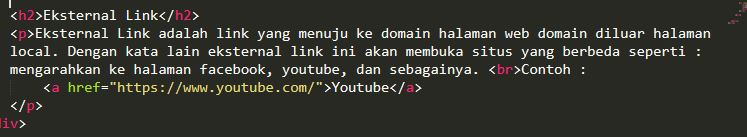 <h2>Eksternal Link</h2>
<p>Eksternal Link adalah link yang menuju ke domain halaman web domain diluar halaman
local. Dengan kata lain eksternal link ini akan membuka situs yang berbeda seperti :
mengarahkan ke halaman facebook, youtube, dan sebagainya. <br>Contoh :
<a href="https://www.youtube.com/">Youtube</a>
</p>
div>